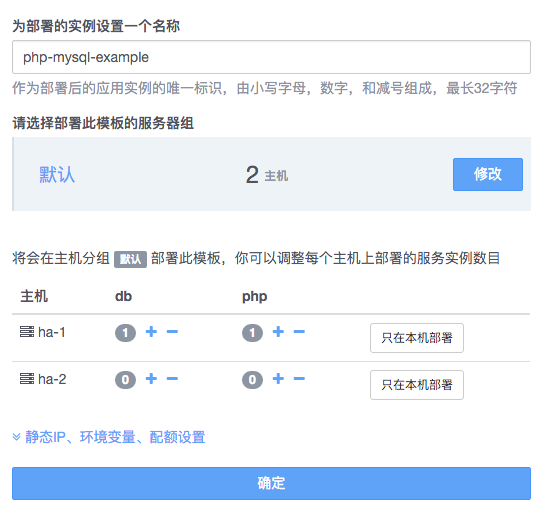 为部署的实例设置一个名称
php-mysql-example
作为部署后的应用实例的唯一标识，由小写字母，数字，和减号组成，最长32字符
请选择部署此模板的服务器组
默认 2 主机 修改
将会在主机分组 默认 部署此模板，你可以调整每个主机上部署的服务实例数目
主机 db php
ha-1 1 + − 1 + − 只在本机部署
ha-2 0 + − 0 + − 只在本机部署
静态IP、环境变量、配额设置
确定